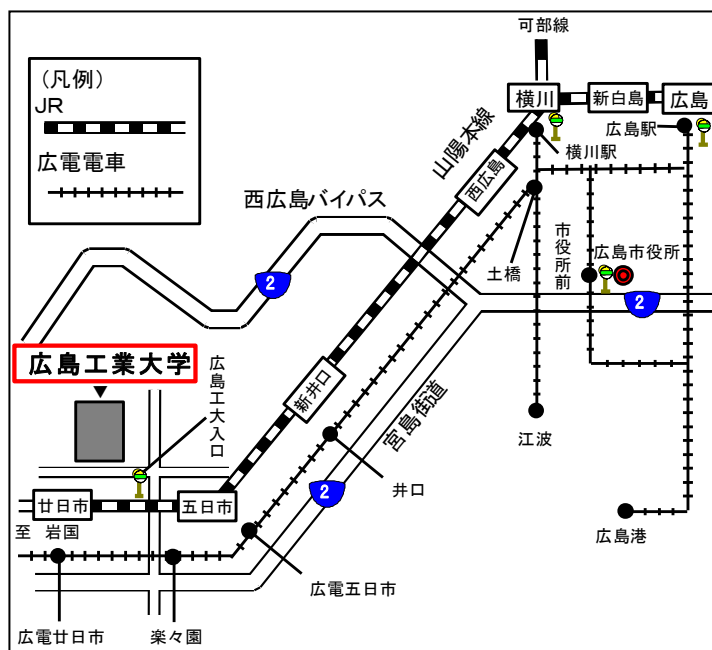 可部線
(凡例)
JR
広電電車
横川
新白島
広島
広島駅
横川駅
山陽本線
西広島
西広島バイパス
土橋
市役所前
広島市役所
2
2
広島工業大学
広島工大入口
新井口
宮島街道
江波
井口
2
廿日市
五日市
至 岩国
広島港
広電五日市
広電廿日市
楽々園